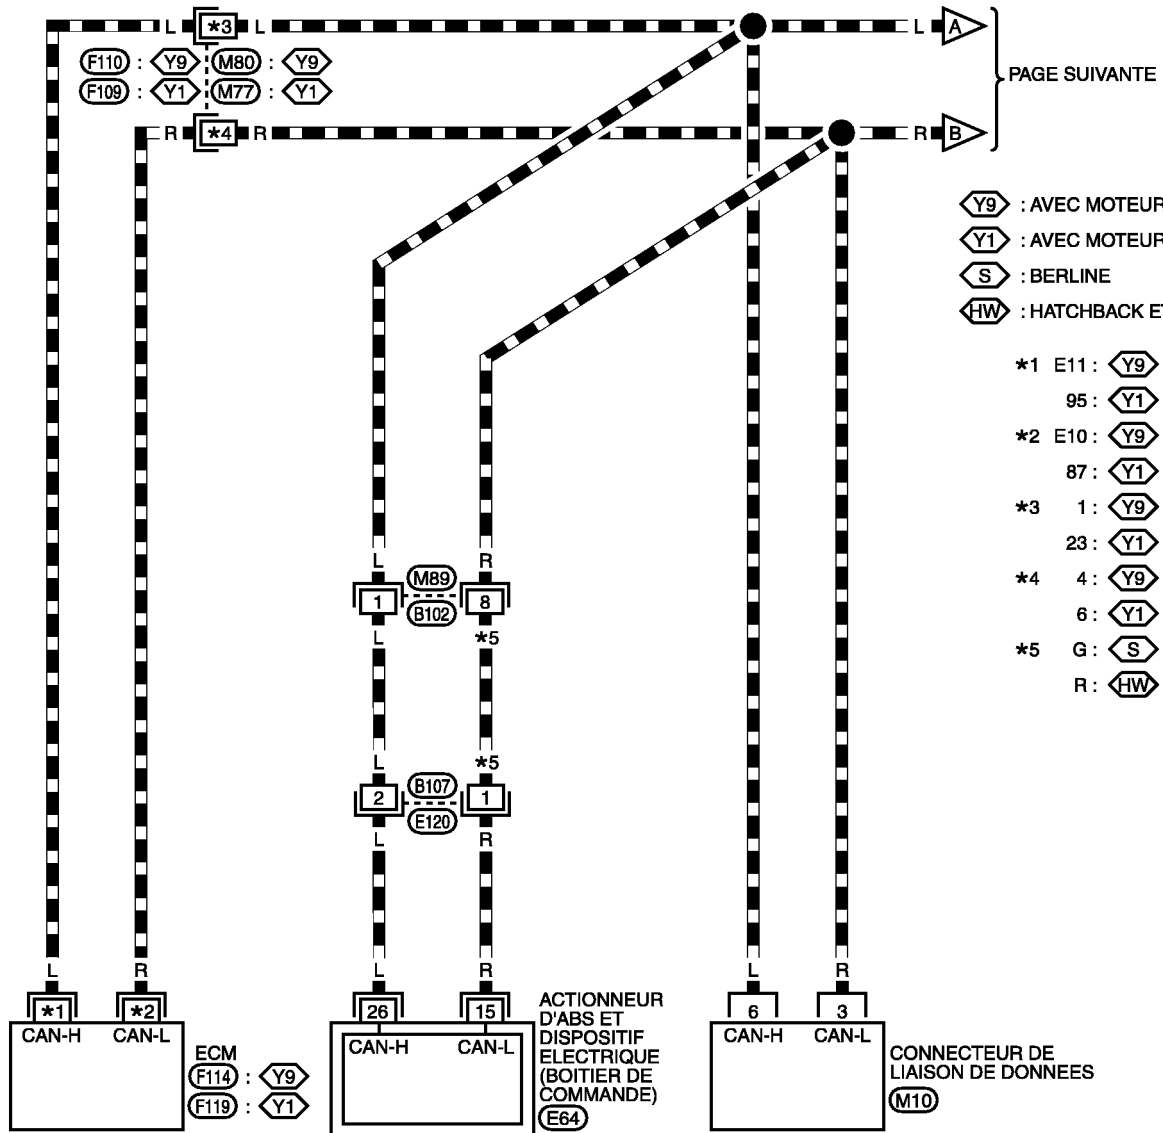 L *3 L L A
F110 : Y9 M80 : Y9
F109 : Y1 M77 : Y1
PAGE SUIVANTE
R *4 R R B
Y9 : AVEC MOTEUR
Y1 : AVEC MOTEUR
S : BERLINE
HW : HATCHBACK ET
*1 E11 : Y9
95 : Y1
*2 E10 : Y9
87 : Y1
*3 1 : Y9
23 : Y1
*4 4 : Y9
6 : Y1
*5 G : S
R : HW
L R
1 M89 8
B102
L *5
L *5
2 B107 1
E120
L R
L R L R L R
*1 *2 26 15 6 3
CAN-H CAN-L
ECM
F114 : Y9
F119 : Y1
CAN-H CAN-L
ACTIONNEUR
D'ABS ET
DISPOSITIF
ELECTRIQUE
(BOITIER DE
COMMANDE)
E64
CAN-H CAN-L
CONNECTEUR DE
LIAISON DE DONNEES
M10